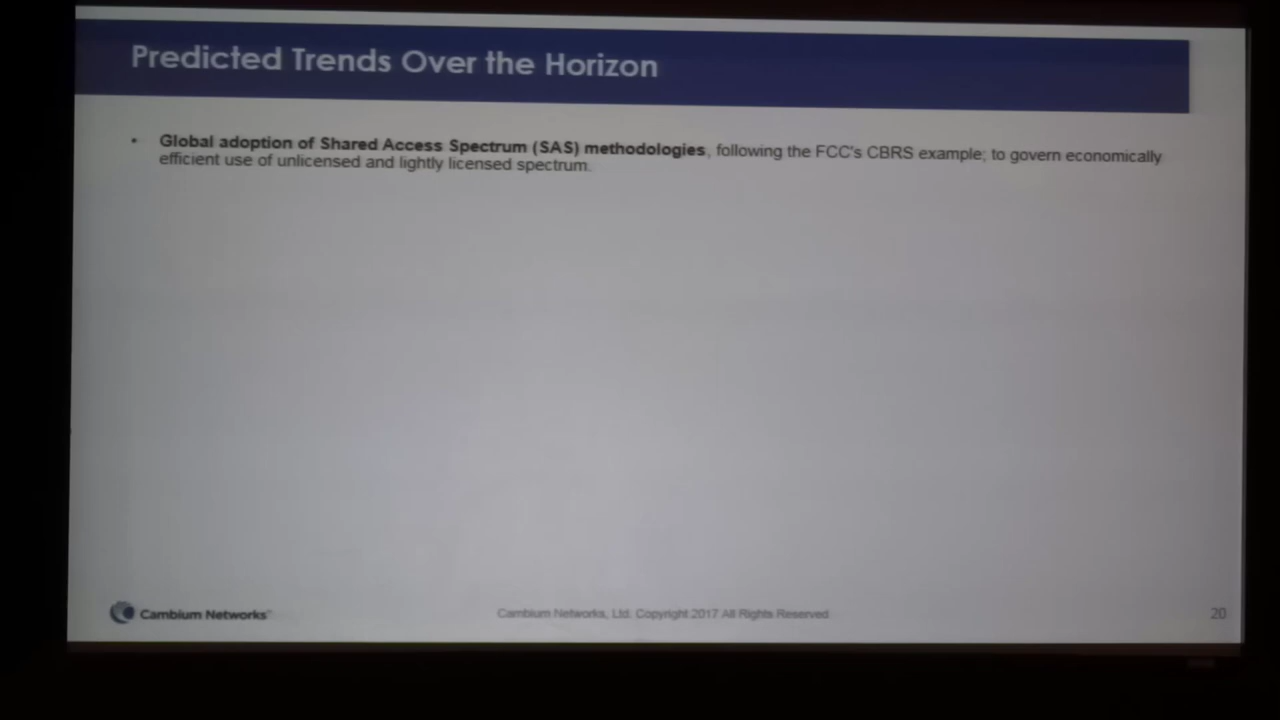 Predicted Trends Over the Horizon
• Global adoption of Shared Access Spectrum (SAS) methodologies, following the FCC's CBRS example; to govern economically
efficient use of unlicensed and lightly licensed spectrum.
Cambium Networks™
Cambium Networks, Ltd. Copyright 2017 All Rights Reserved
20